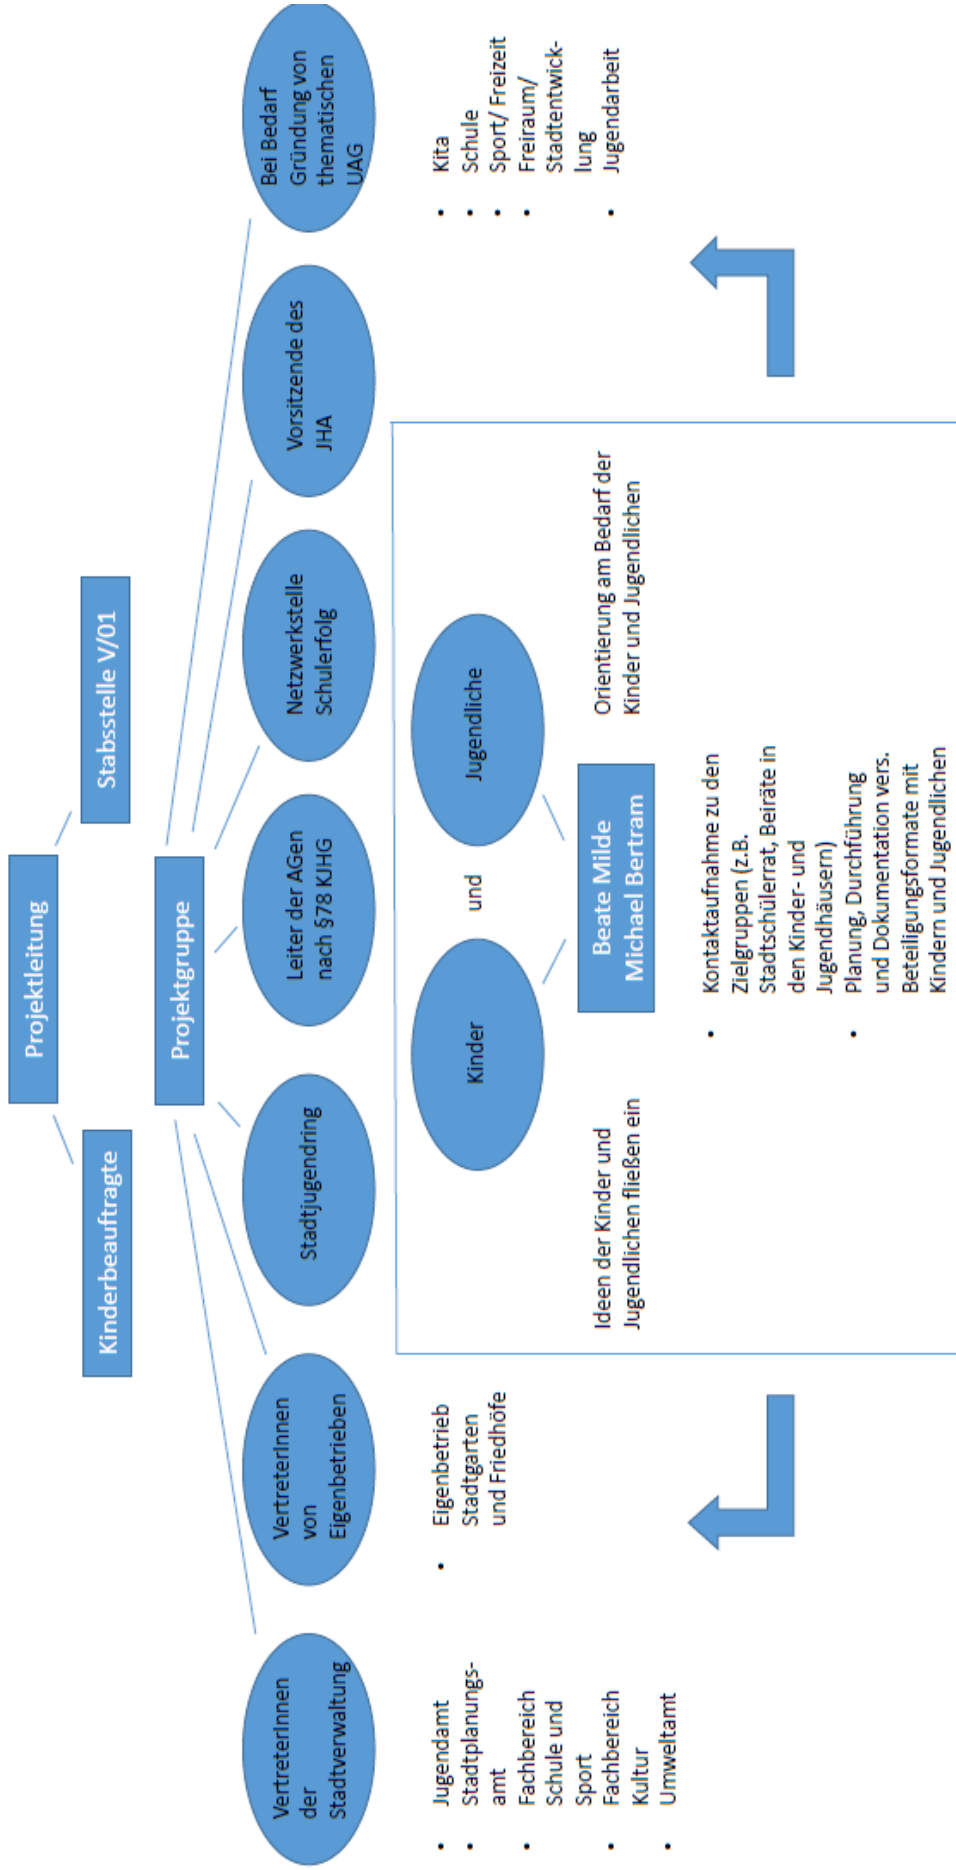 Projektleitung
Kinderbeauftragte
Stabsstelle V/01
Projektgruppe
VertreterInnen
der
Stadtverwaltung
VertreterInnen
von
Eigenbetrieben
Stadtjugendring
Leiter der AGen
nach §78 KJHG
Netzwerkstelle
Schulerfolg
Vorsitzende des
JHA
Bei Bedarf
Gründung von
thematischen
UAG
• Jugendamt
• Stadtplanungs-
amt
• Fachbereich
Schule und
Sport
• Fachbereich
Kultur
• Umweltamt
• Eigenbetrieb
Stadtgarten
und Friedhöfe
Kinder
und
Jugendliche
Ideen der Kinder und
Jugendlichen fließen ein
Beate Milde
Michael Bertram
Orientierung am Bedarf der
Kinder und Jugendlichen
• Kontaktaufnahme zu den
Zielgruppen (z.B.
Stadtschülerrat, Beiräte in
den Kinder- und
Jugendhäusern)
• Planung, Durchführung
und Dokumentation vers.
Beteiligungsformate mit
Kindern und Jugendlichen
• Kita
• Schule
• Sport/ Freizeit
• Freiraum/
Stadtentwick-
lung
• Jugendarbeit